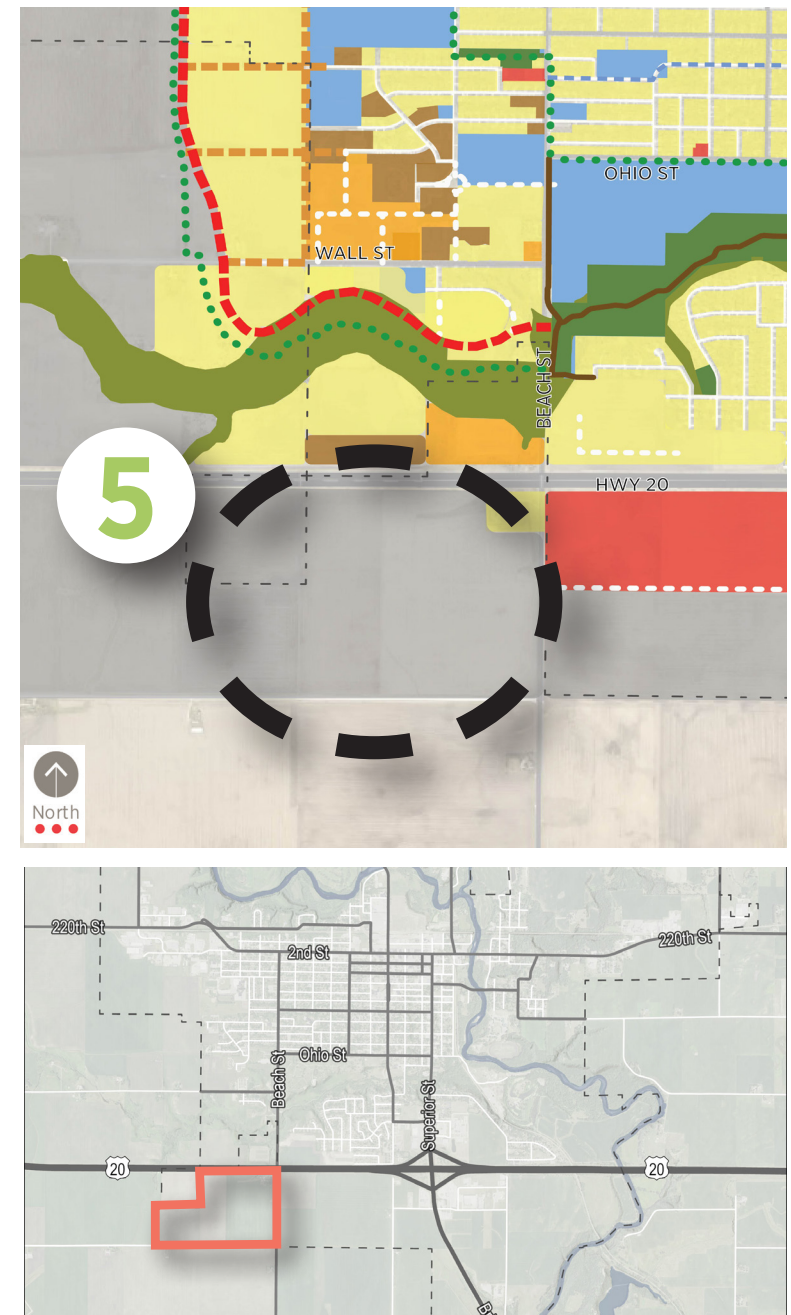 OHIO ST
WALL ST
BEACH ST
5
HWY 20
North
220th St
2nd St
220th St
Ohio St
Beach St
Superior St
20
20